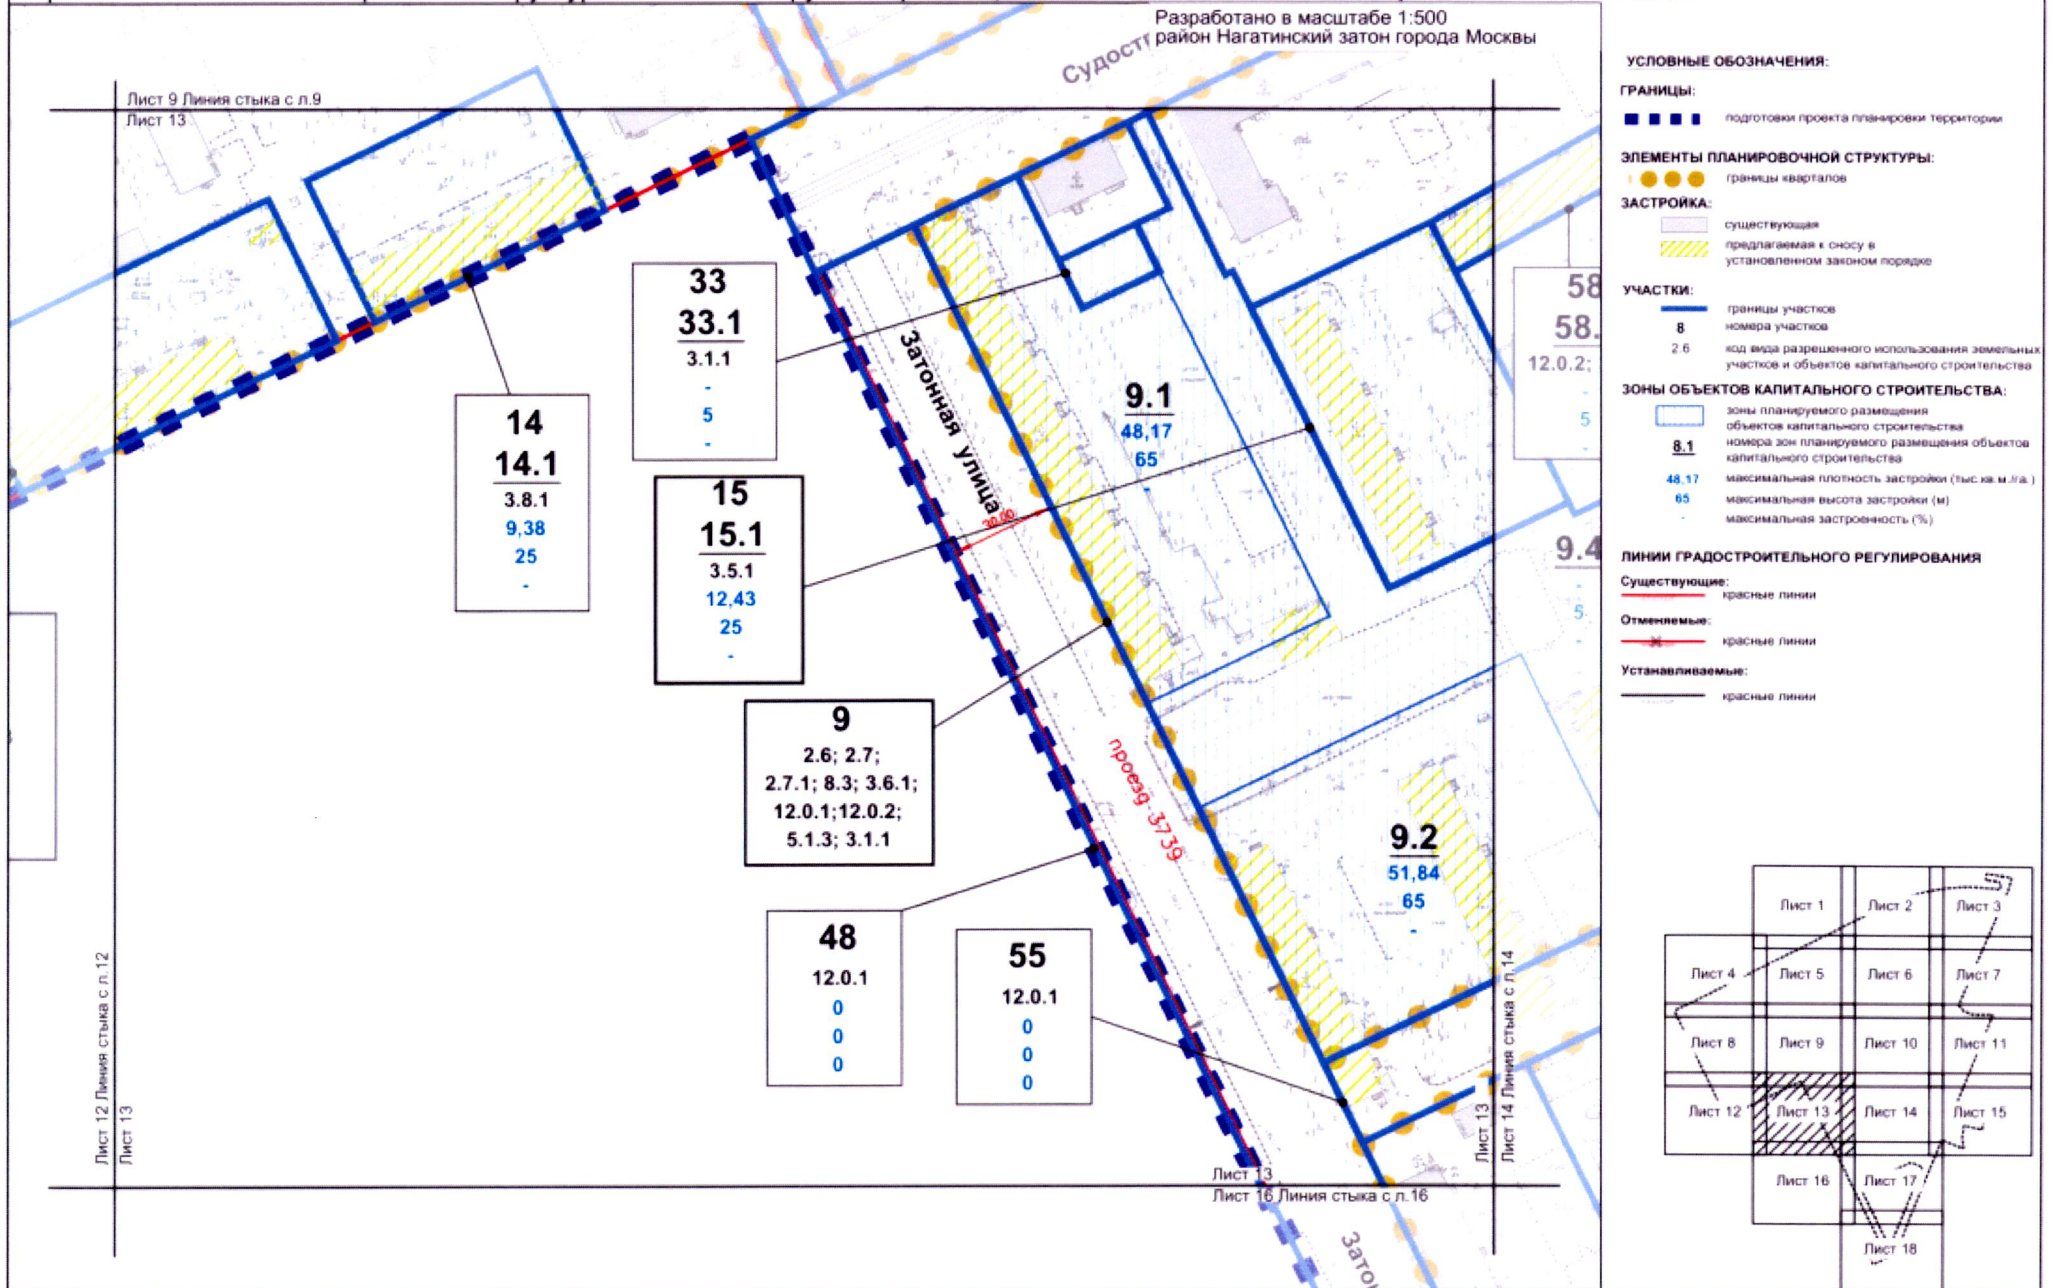 Разработано в масштабе 1:500
район Нагатинский затон города Москвы
Судостр
Лист 9 Линия стыка с л.9
Лист 13
33
33.1
3.1.1
-
5
-
14
14.1
3.8.1
9,38
25
-
15
15.1
3.5.1
12,43
25
-
9
2.6; 2.7;
2.7.1; 8.3; 3.6.1;
12.0.1;12.0.2;
5.1.3; 3.1.1
48
12.0.1
0
0
0
55
12.0.1
0
0
0
Затонная улица
30.00
проезд 3739
9.1
48,17
65
-
9.2
51,84
65
-
58
58.
12.0.2;
-
5
-
9.4
-
5
-
Лист 12 Линия стыка с л.12
Лист 13
Лист 13
Лист 14 Линия стыка с л.14
Лист 13
Лист 16 Линия стыка с л.16
Затон
УСЛОВНЫЕ ОБОЗНАЧЕНИЯ:
ГРАНИЦЫ:
подготовки проекта планировки территории
ЭЛЕМЕНТЫ ПЛАНИРОВОЧНОЙ СТРУКТУРЫ:
границы кварталов
ЗАСТРОЙКА:
существующая
предлагаемая к сносу в
установленном законом порядке
УЧАСТКИ:
границы участков
8 номера участков
2.6 код вида разрешенного использования земельных
участков и объектов капитального строительства
ЗОНЫ ОБЪЕКТОВ КАПИТАЛЬНОГО СТРОИТЕЛЬСТВА:
зоны планируемого размещения
объектов капитального строительства
8.1 номера зон планируемого размещения объектов
капитального строительства
48,17 максимальная плотность застройки (тыс.кв.м./га.)
65 максимальная высота застройки (м)
- максимальная застроенность (%)
ЛИНИИ ГРАДОСТРОИТЕЛЬНОГО РЕГУЛИРОВАНИЯ
Существующие:
красные линии
Отменяемые:
красные линии
Устанавливаемые:
красные линии
Лист 1 Лист 2 Лист 3
Лист 4 Лист 5 Лист 6 Лист 7
Лист 8 Лист 9 Лист 10 Лист 11
Лист 12 Лист 13 Лист 14 Лист 15
Лист 16 Лист 17
Лист 18